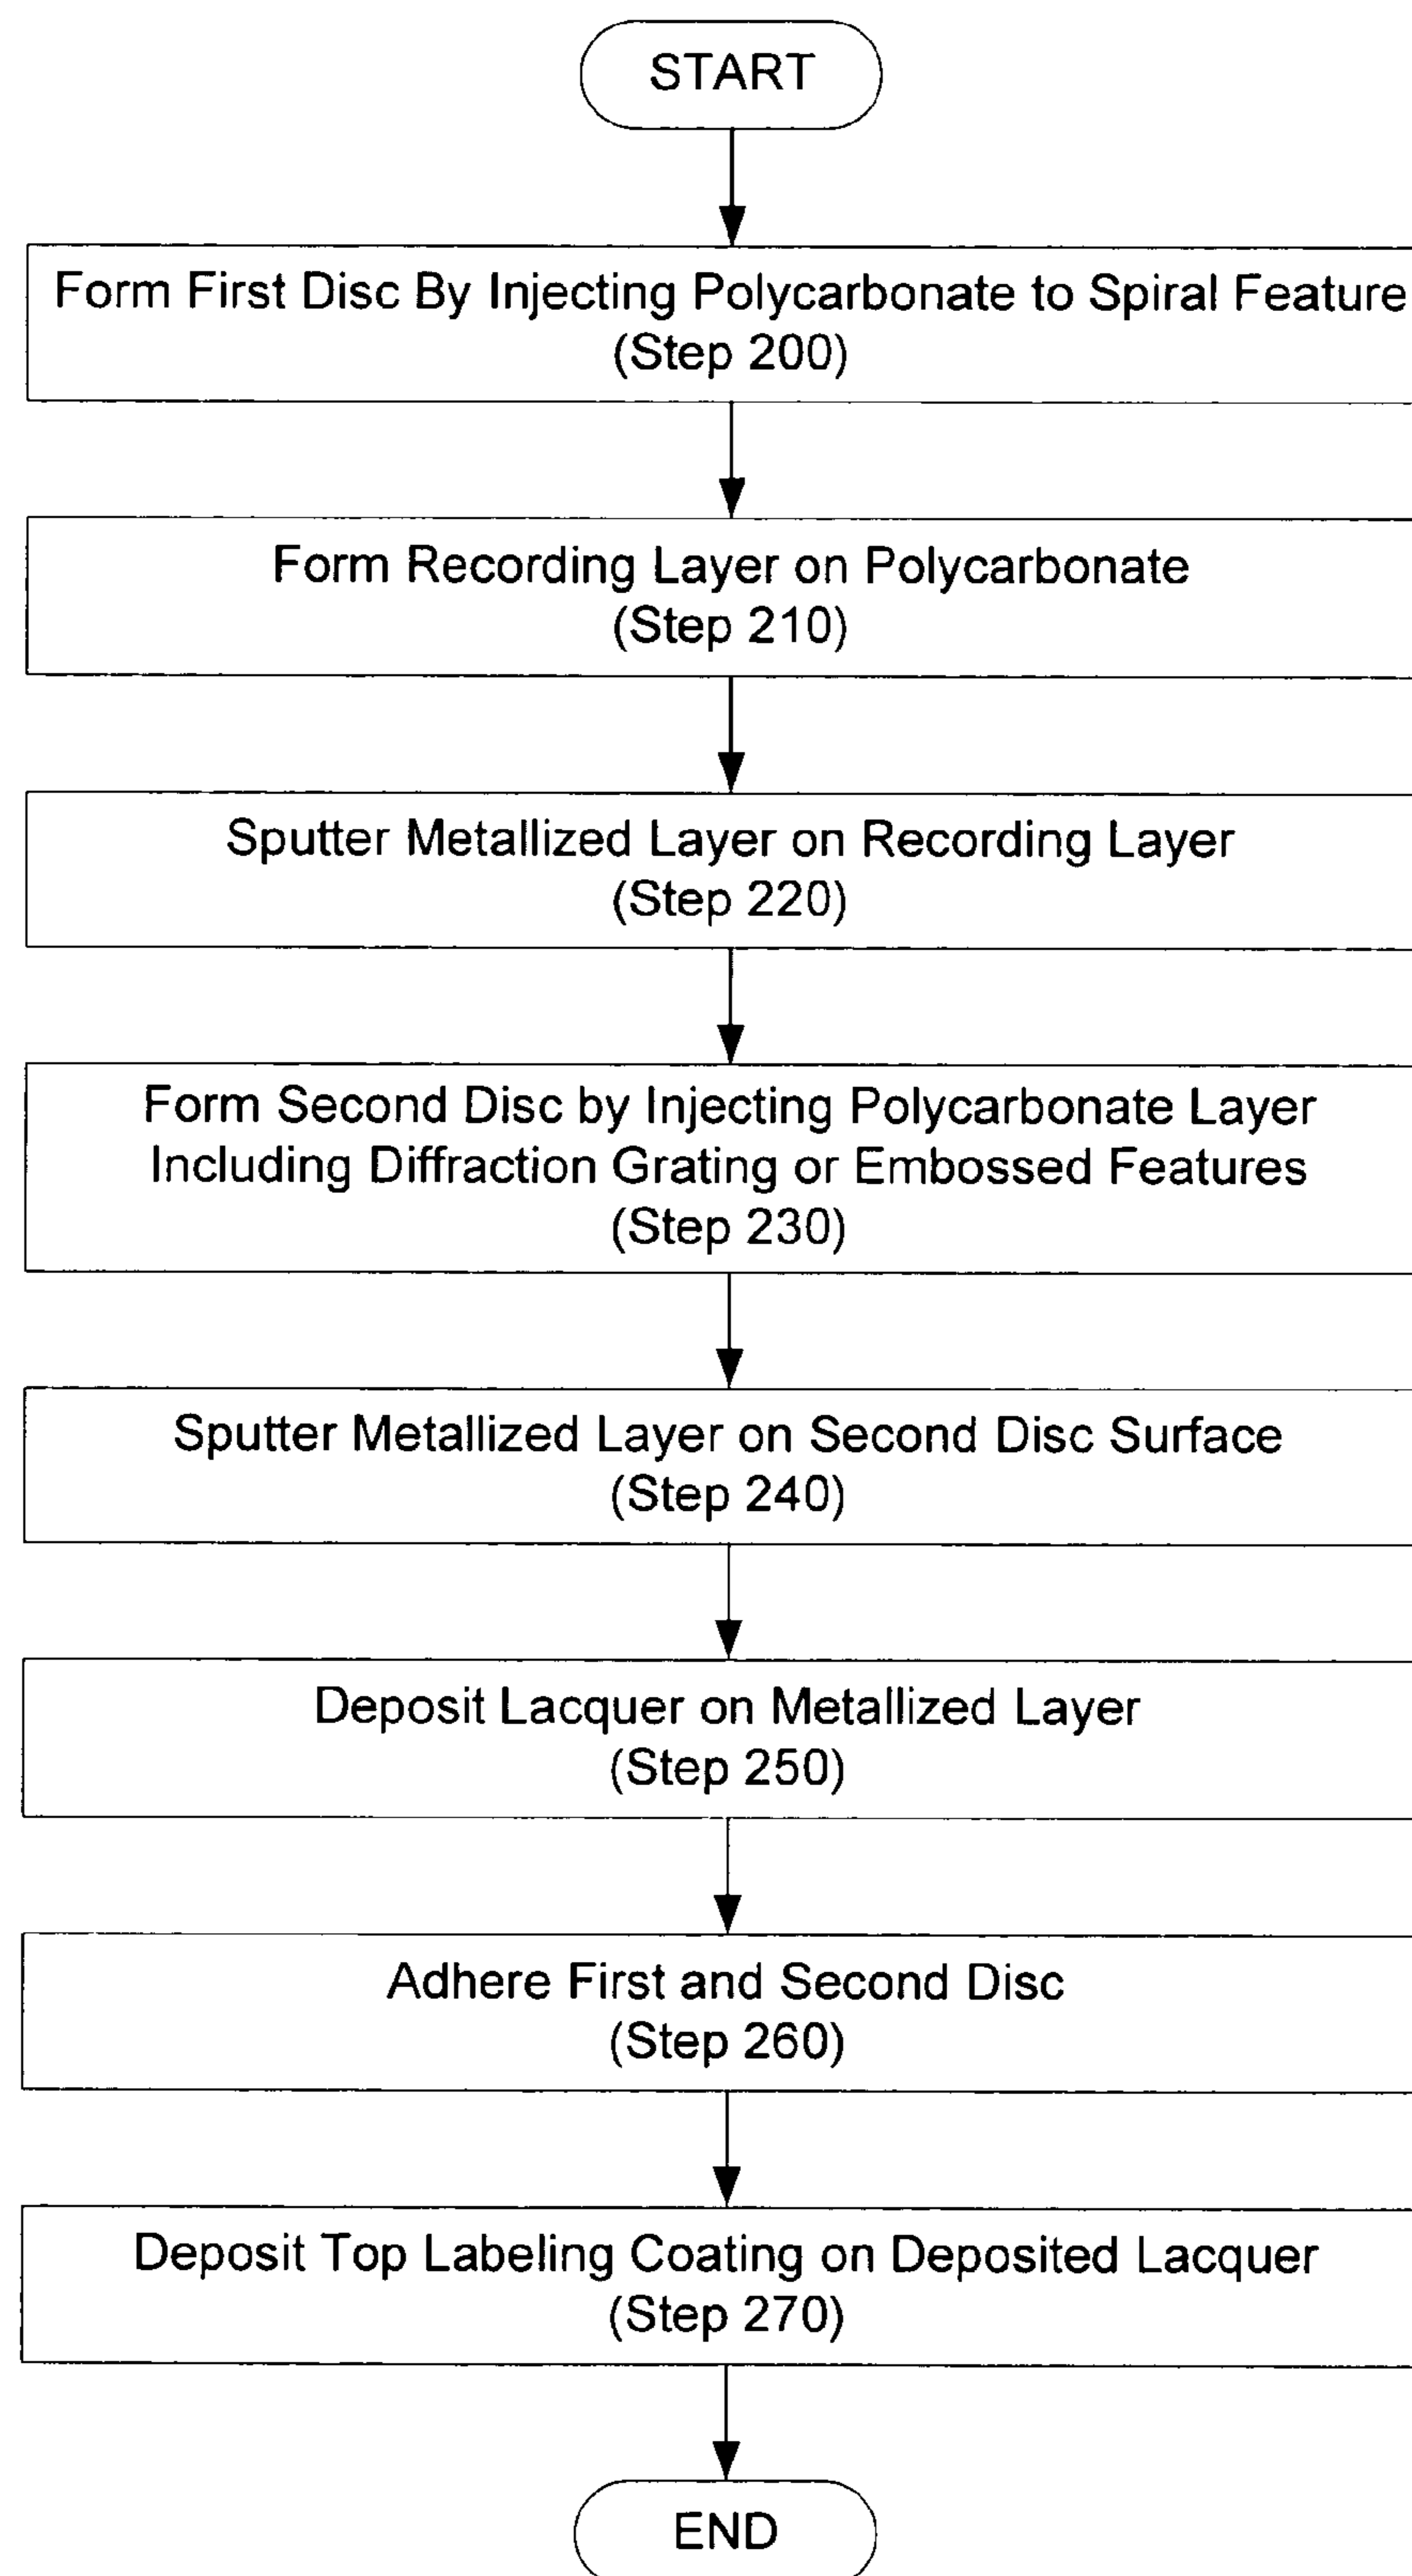 START
Form First Disc By Injecting Polycarbonate to Spiral Feature
(Step 200)
Form Recording Layer on Polycarbonate
(Step 210)
Sputter Metallized Layer on Recording Layer
(Step 220)
Form Second Disc by Injecting Polycarbonate Layer
Including Diffraction Grating or Embossed Features
(Step 230)
Sputter Metallized Layer on Second Disc Surface
(Step 240)
Deposit Lacquer on Metallized Layer
(Step 250)
Adhere First and Second Disc
(Step 260)
Deposit Top Labeling Coating on Deposited Lacquer
(Step 270)
END